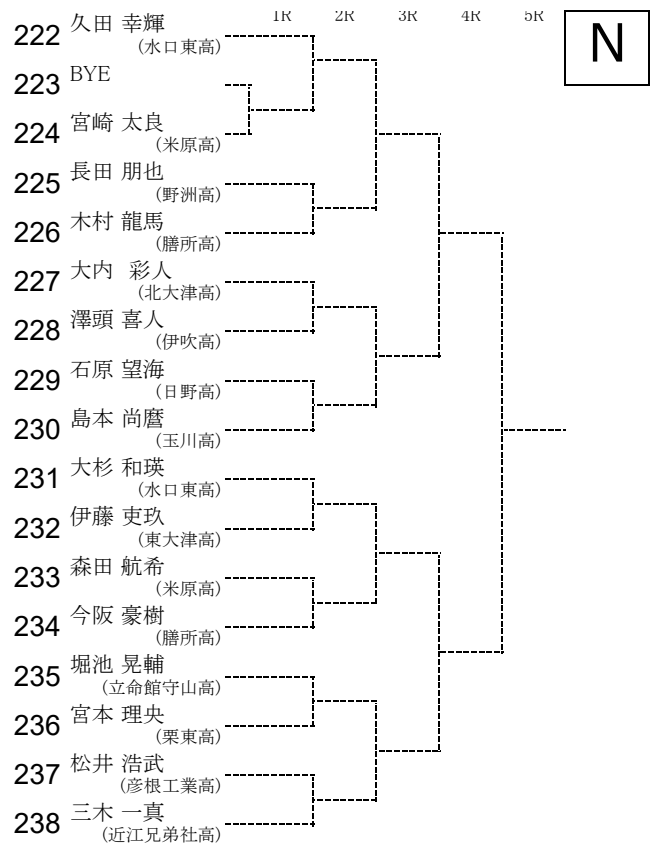 1R 2R 3R 4R 5R
N
222 久田 幸輝
(水口東高)
223 BYE
224 宮崎 太良
(米原高)
225 長田 朋也
(野洲高)
226 木村 龍馬
(膳所高)
227 大内 彩人
(北大津高)
228 澤頭 喜人
(伊吹高)
229 石原 望海
(日野高)
230 島本 尚麿
(玉川高)
231 大杉 和瑛
(水口東高)
232 伊藤 吏玖
(東大津高)
233 森田 航希
(米原高)
234 今阪 豪樹
(膳所高)
235 堀池 晃輔
(立命館守山高)
236 宮本 理央
(栗東高)
237 松井 浩武
(彦根工業高)
238 三木 一真
(近江兄弟社高)